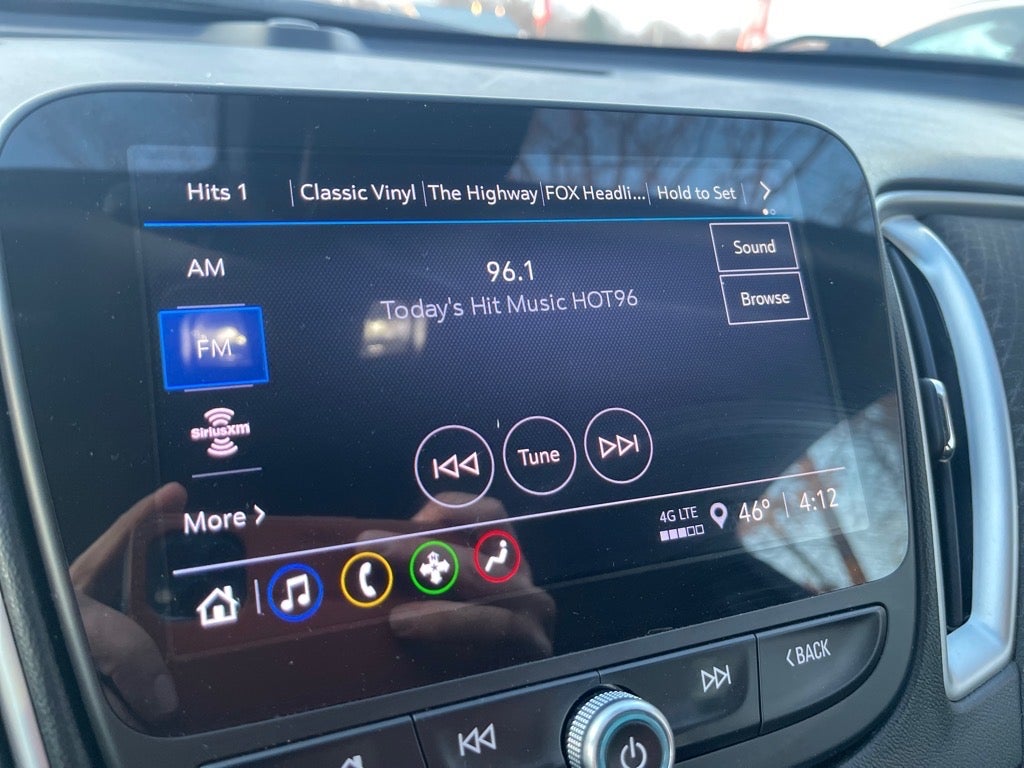 Hits 1 Classic Vinyl The Highway FOX Headli... Hold to Set
AM
FM
SiriusXM
More
96.1
Today's Hit Music HOT96
Sound
Browse
Tune
4G LTE 46° 4:12
BACK